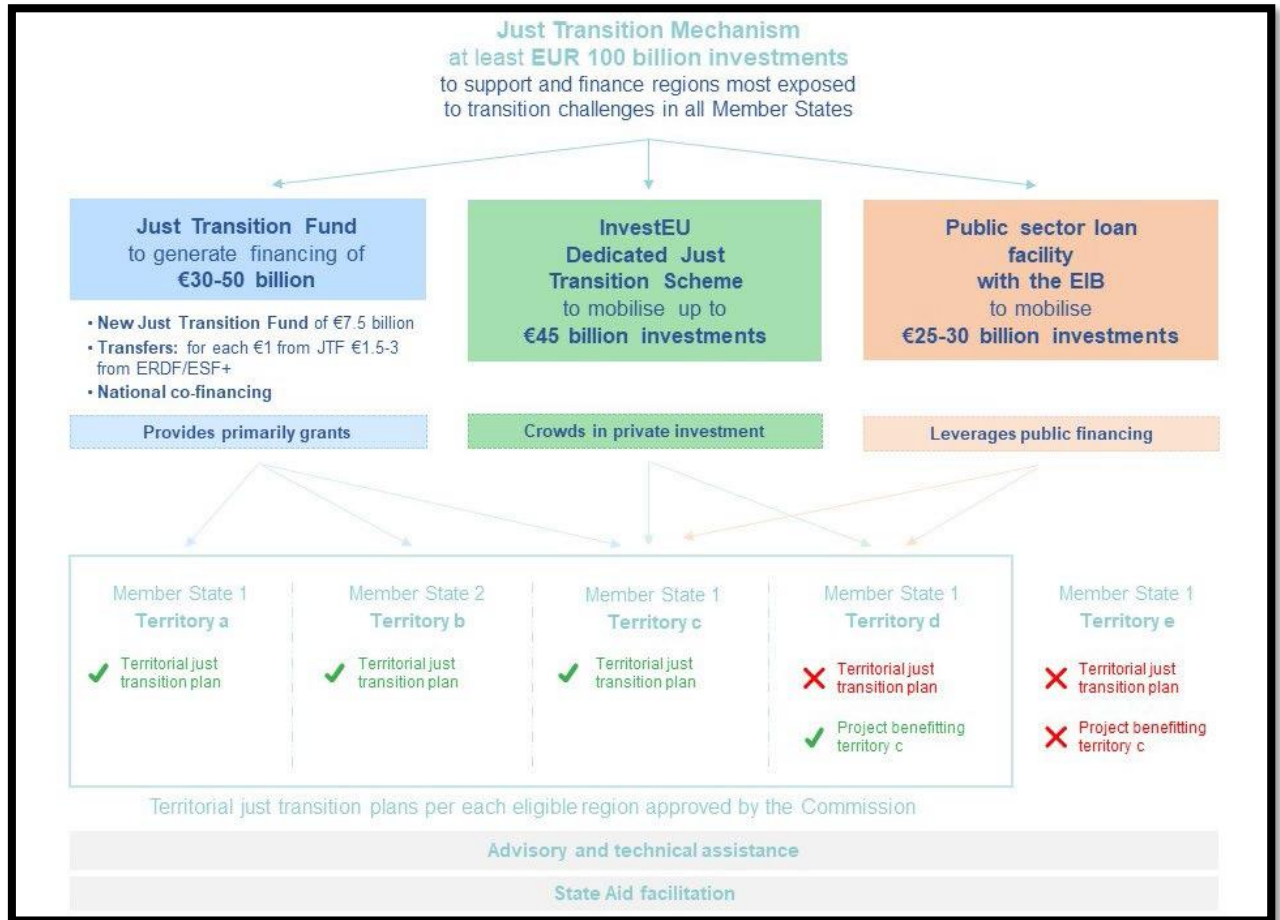 Just Transition Mechanism
at least EUR 100 billion investments
to support and finance regions most exposed
to transition challenges in all Member States
Just Transition Fund
to generate financing of
€30-50 billion
• New Just Transition Fund of €7.5 billion
• Transfers: for each €1 from JTF €1.5-3
from ERDF/ESF+
• National co-financing
Provides primarily grants
InvestEU
Dedicated Just
Transition Scheme
to mobilise up to
€45 billion investments
Crowds in private investment
Public sector loan
facility
with the EIB
to mobilise
€25-30 billion investments
Leverages public financing
Member State 1
Territory a
Territorial just
transition plan
Member State 2
Territory b
Territorial just
transition plan
Member State 1
Territory c
Territorial just
transition plan
Member State 1
Territory d
Territorial just
transition plan
Project benefitting
territory c
Member State 1
Territory e
Territorial just
transition plan
Project benefitting
territory c
Territorial just transition plans per each eligible region approved by the Commission
Advisory and technical assistance
State Aid facilitation